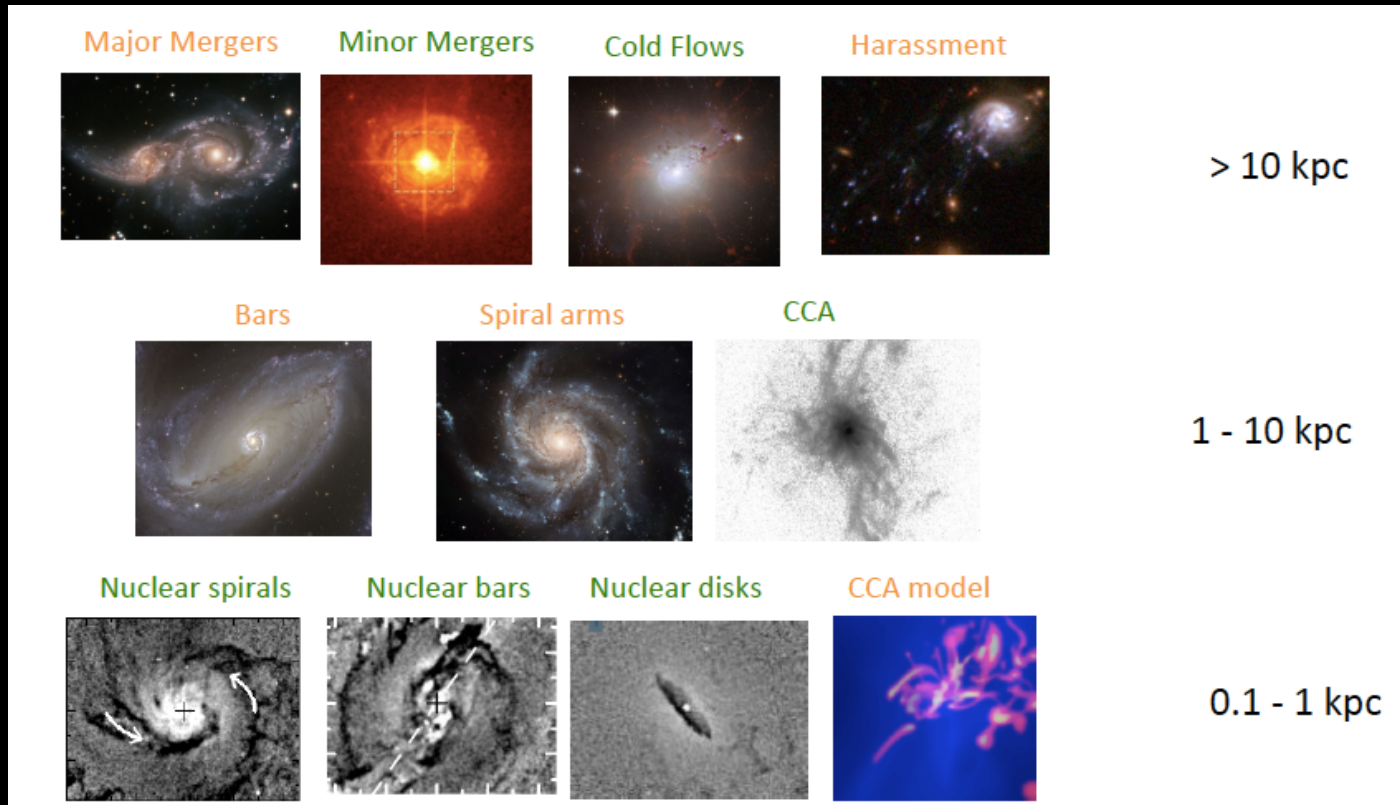 Major Mergers
Minor Mergers
Cold Flows
Harassment
> 10 kpc
Bars
Spiral arms
CCA
1 - 10 kpc
Nuclear spirals
Nuclear bars
Nuclear disks
CCA model
0.1 - 1 kpc